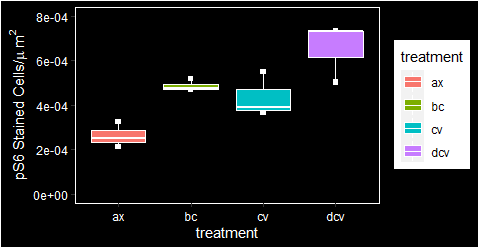 pS6 Stained Cells/μm²
8e-04
6e-04
4e-04
2e-04
0e+00
ax bc cv dcv
treatment
treatment
ax
bc
cv
dcv